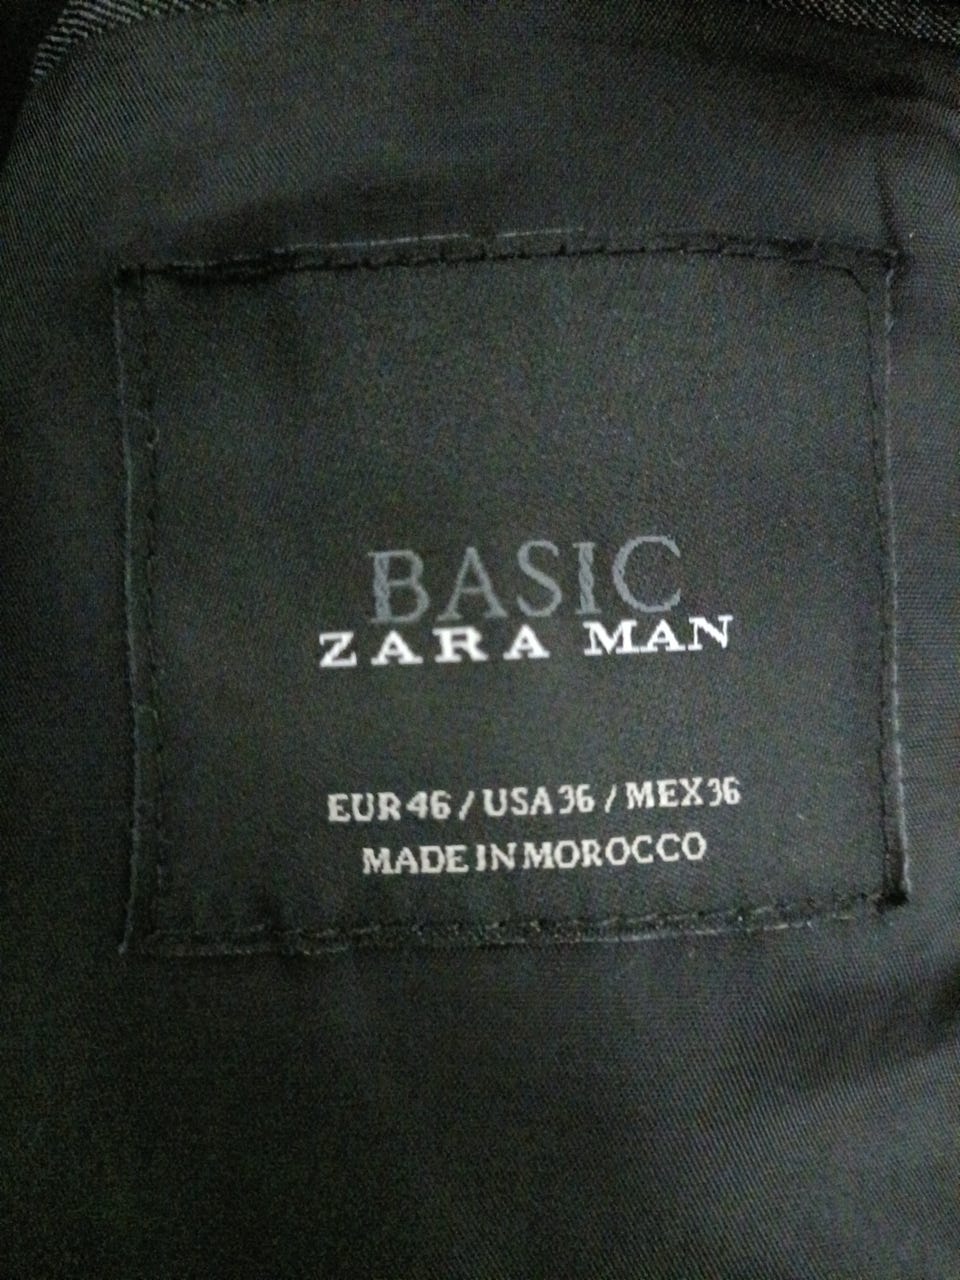 BASIC
ZARA MAN
EUR 46 / USA 36 / MEX 36
MADE IN MOROCCO